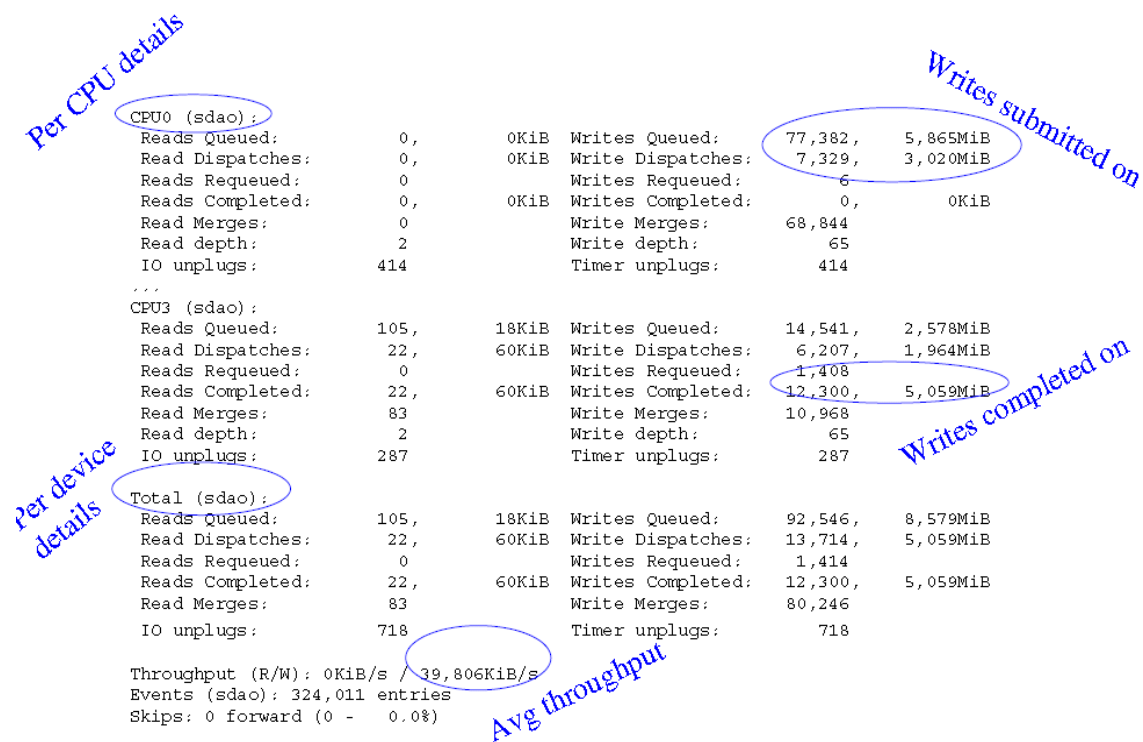 Per CPU details
Writes submitted on
CPU0 (sdao):
Reads Queued: 0, 0KiB Writes Queued: 77,382, 5,865MiB
Read Dispatches: 0, 0KiB Write Dispatches: 7,329, 3,020MiB
Reads Requeued: 0 Writes Requeued: 6
Reads Completed: 0, 0KiB Writes Completed: 0, 0KiB
Read Merges: 0 Write Merges: 68,844
Read depth: 2 Write depth: 65
IO unplugs: 414 Timer unplugs: 414
...
CPU3 (sdao):
Reads Queued: 105, 18KiB Writes Queued: 14,541, 2,578MiB
Read Dispatches: 22, 60KiB Write Dispatches: 6,207, 1,964MiB
Reads Requeued: 0 Writes Requeued: 1,408
Reads Completed: 22, 60KiB Writes Completed: 12,300, 5,059MiB
Read Merges: 83 Write Merges: 10,968
Read depth: 2 Write depth: 65
IO unplugs: 287 Timer unplugs: 287
Writes completed on
Per device
details
Total (sdao):
Reads Queued: 105, 18KiB Writes Queued: 92,546, 8,579MiB
Read Dispatches: 22, 60KiB Write Dispatches: 13,714, 5,059MiB
Reads Requeued: 0 Writes Requeued: 1,414
Reads Completed: 22, 60KiB Writes Completed: 12,300, 5,059MiB
Read Merges: 83 Write Merges: 80,246
IO unplugs: 718 Timer unplugs: 718
Throughput (R/W): 0KiB/s / 39,806KiB/s
Events (sdao): 324,011 entries
Skips: 0 forward (0 - 0.0%)
Avg throughput